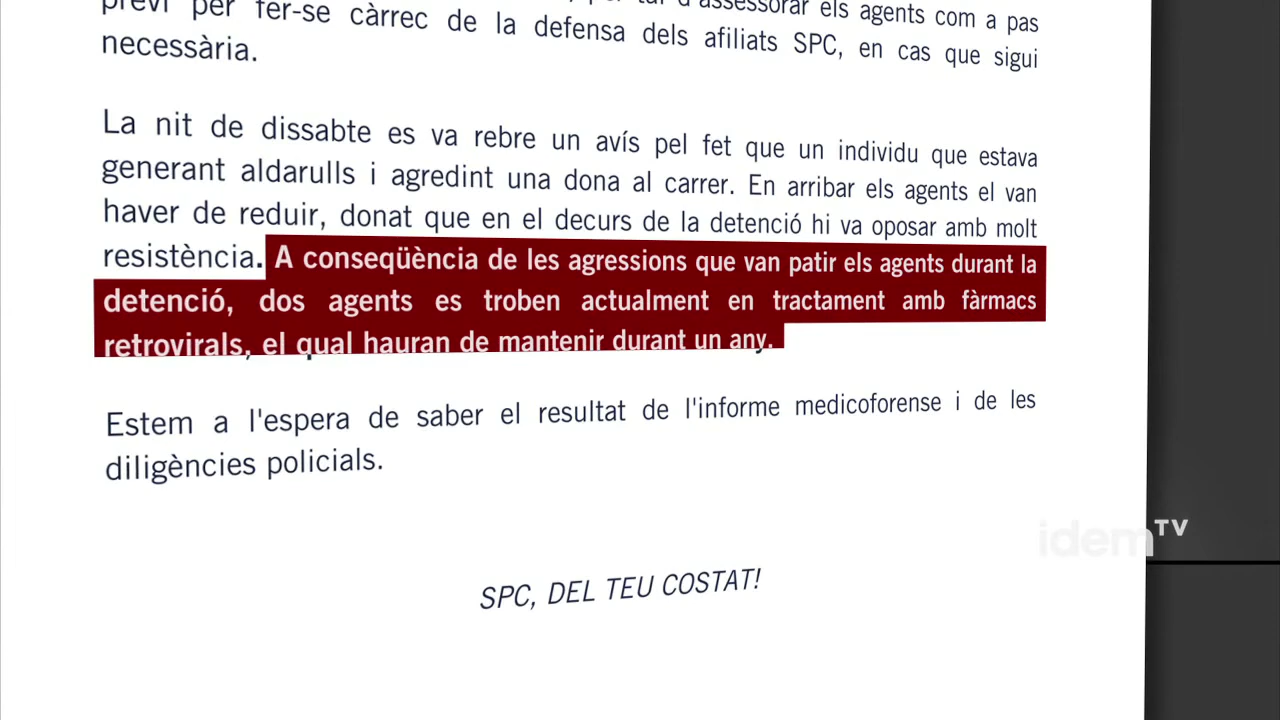 previ per fer-se càrrec de la defensa dels afiliats SPC, en cas que sigui
necessària.
La nit de dissabte es va rebre un avís pel fet que un individu que estava
generant aldarulls i agredint una dona al carrer. En arribar els agents el van
haver de reduir, donat que en el decurs de la detenció hi va oposar amb molt
resistència. A conseqüència de les agressions que van patir els agents durant la
detenció, dos agents es troben actualment en tractament amb fàrmacs
retrovirals, el qual hauran de mantenir durant un any.
Estem a l'espera de saber el resultat de l'informe medicoforense i de les
diligències policials.
idemTV
SPC, DEL TEU COSTAT!